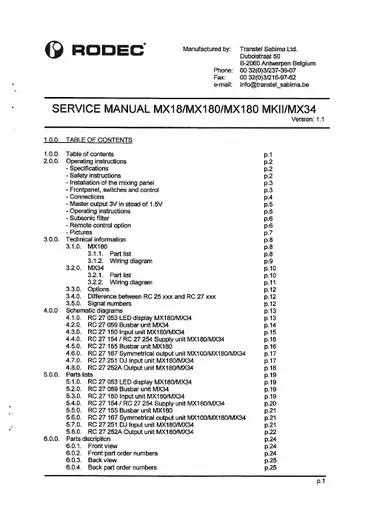 RODEC
Manufactured by: Transtel Sabima Ltd.
Dubolstraat 50
B-2060 Antwerpen Belgium
Phone: 00 32(0)3/237-36-07
Fax: 00 32(0)3/216-97-62
e-mail: info@transtel_sabima.be
SERVICE MANUAL MX18/MX180/MX180 MKII/MX34
Version: 1.1
1.0.0. TABLE OF CONTENTS
1.0.0. Table of contents p.1
2.0.0. Operating instructions p.2
- Specifications p.2
- Safety instructions p.2
- Installation of the mixing panel p.3
- Frontpanel, switches and control p.3
- Connections p.4
- Master output 3V in stead of 1.5V p.5
- Operating instructions p.5
- Subsonic filter p.6
- Remote control option p.6
- Pictures p.7
3.0.0. Technical information p.8
3.1.0. MX180 p.8
3.1.1. Part list p.8
3.1.2. Wiring diagram p.9
3.2.0. MX34 p.10
3.2.1. Part list p.10
3.2.2. Wiring diagram p.11
3.3.0. Options p.12
3.4.0. Difference between RC 25 xxx and RC 27 xxx p.12
3.5.0. Signal numbers p.12
4.0.0 Schematic diagrams p.13
4.1.0. RC 27 053 LED display MX180/MX34 p.13
4.2.0. RC 27 059 Busbar unit MX34 p.14
4.3.0. RC 27 150 Input unit MX180/MX34 p.15
4.4.0. RC 27 154 / RC 27 254 Supply unit MX180/MX34 p.16
4.5.0. RC 27 155 Busbar unit MX180 p.16
4.6.0. RC 27 167 Symmetrical output unit MX100/MX180/MX34 p.17
4.7.0. RC 27 251 DJ Input unit MX180/MX34 p.17
4.8.0. RC 27 252A Output unit MX180/MX34 p.18
5.0.0. Parts lists p.19
5.1.0. RC 27 053 LED display MX180/MX34 p.19
5.2.0. RC 27 059 Busbar unit MX34 p.19
5.3.0. RC 27 150 Input unit MX180/MX34 p.19
5.4.0. RC 27 154 / RC 27 254 Supply unit MX180/MX34 p.20
5.5.0. RC 27 155 Busbar unit MX180 p.21
5.6.0. RC 27 167 Symmetrical output unit MX100/MX180/MX34 p.21
5.7.0. RC 27 251 DJ Input unit MX180/MX34 p.21
5.8.0. RC 27 252A Output unit MX180/MX34 p.22
6.0.0. Parts discription p.24
6.0.1. Front view p.24
6.0.2. Front part order numbers p.24
6.0.3. Back view p.25
6.0.4. Back part order numbers p.25
p.1